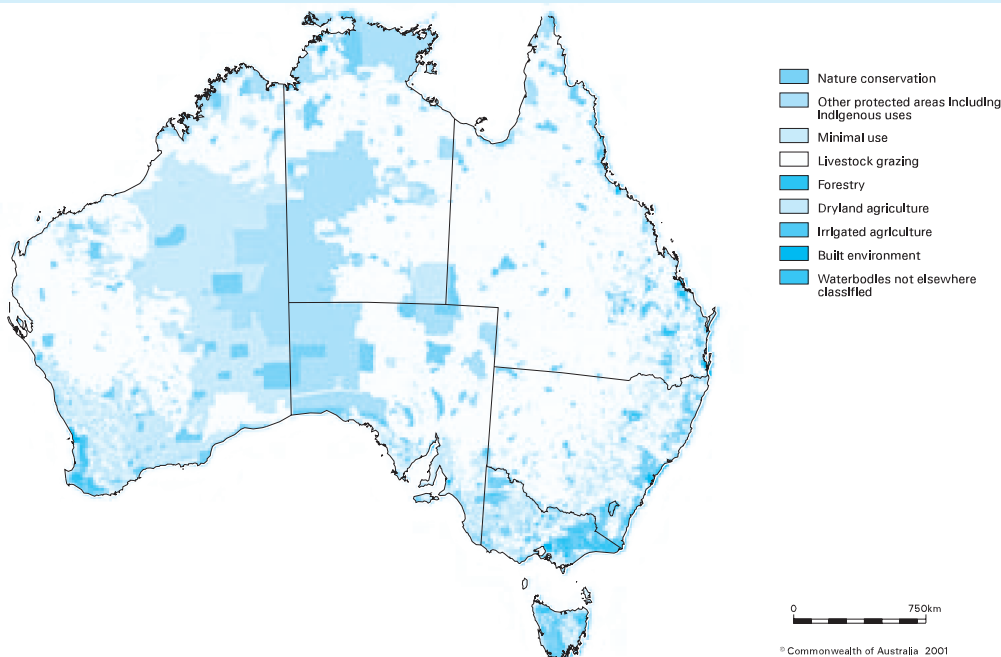 Nature conservation
Other protected areas Including
Indigenous uses
Minimal use
Livestock grazing
Forestry
Dryland agriculture
Irrigated agriculture
Built environment
Waterbodies not elsewhere
classified
0 750km
© Commonwealth of Australia 2001